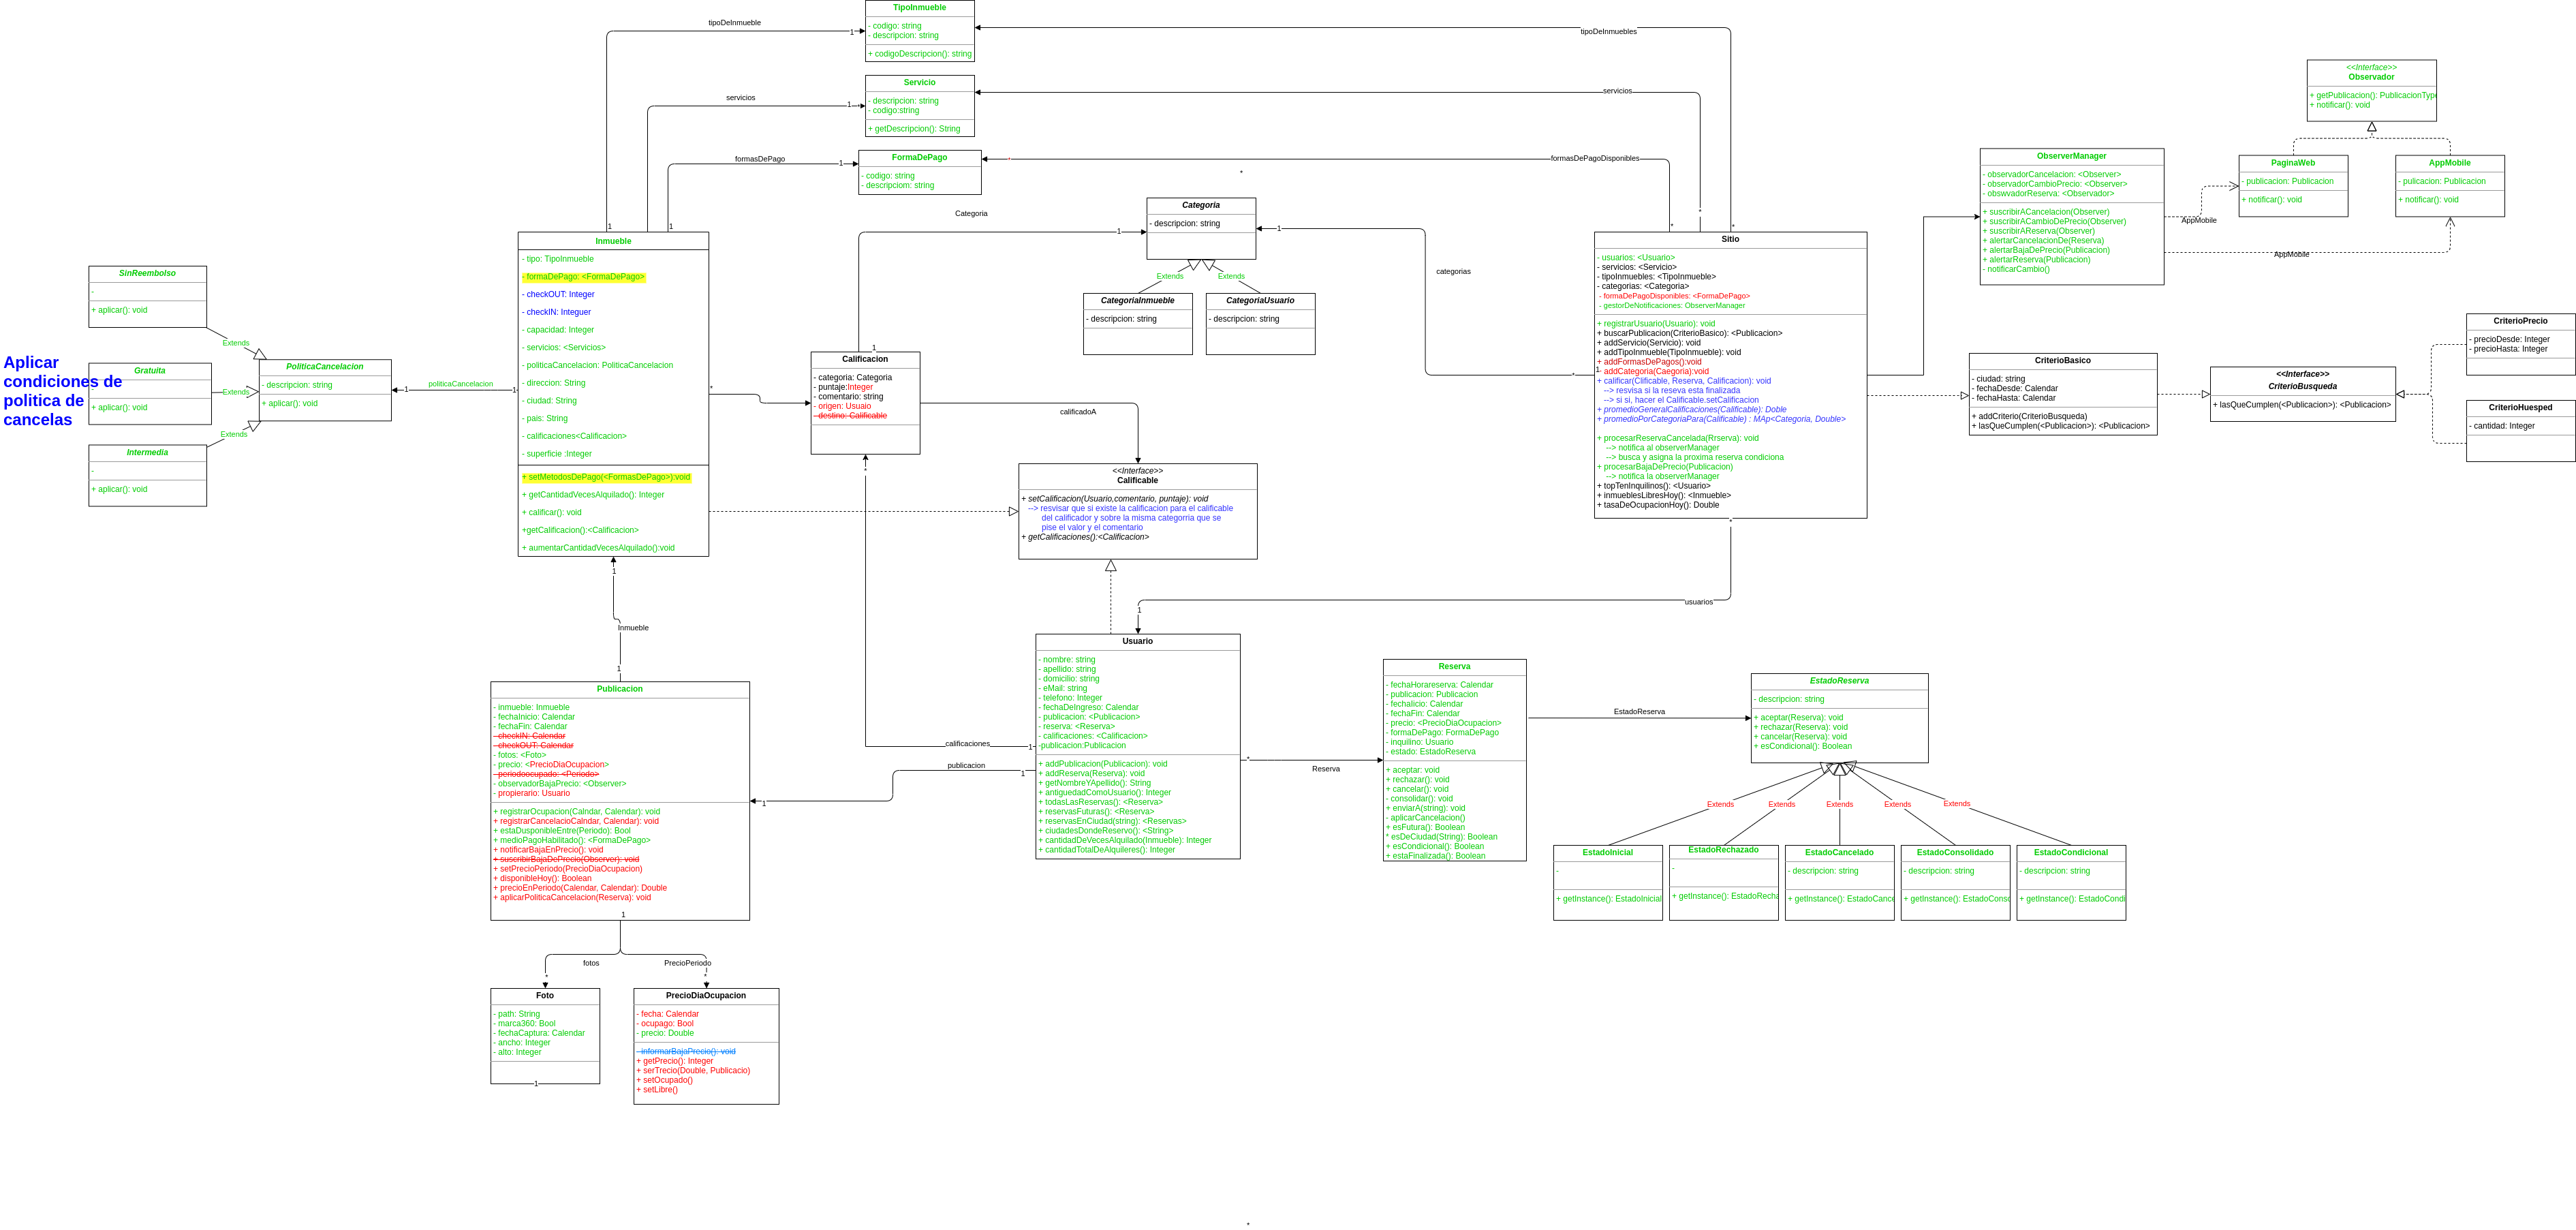 TipoInmueble
- codigo: string
- descripcion: string
+ codigoDescripcion(): string
tipoDeInmueble
1
1
tipoDeInmuebles
*
Servicio
- descripcion: string
- codigo:string
+ getDescripcion(): String
servicios
1
servicios
*
FormaDePago
- codigo: string
- descripciom: string
formasDePago
1
1
*
formasDePagoDisponibles
*
*
<<Interface>>
Observador
+ getPublicacion(): PublicacionType
+ notificar(): void
ObserverManager
- observadorCancelacion: <Observer>
- observadorCambioPrecio: <Observer>
- obswvadorReserva: <Observador>
+ suscribirACancelacion(Observer)
+ suscribirACambioDePrecio(Observer)
+ suscribirAReserva(Observer)
+ alertarCancelacionDe(Reserva)
+ alertarBajaDePrecio(Publicacion)
+ alertarReserva(Publicacion)
- notificarCambio()
PaginaWeb
- publicacion: Publicacion
+ notificar(): void
AppMobile
- pulicacion: Publicacion
+ notificar(): void
AppMobile
AppMobile
Categoria
- descripcion: string
Categoria
1
1
categorias
1
*
Extends
Extends
CategoriaInmueble
- descripcion: string
CategoriaUsuario
- descripcion: string
Inmueble
- tipo: TipoInmueble
- formaDePago: <FormaDePago>
- checkOUT: Integer
- checkIN: Integuer
- capacidad: Integer
- servicios: <Servicios>
- politicaCancelacion: PoliticaCancelacion
- direccion: String
- ciudad: String
- pais: String
- calificaciones<Calificacion>
- superficie :Integer
+ setMetodosDePago(<FormasDePago>):void
+ getCantidadVecesAlquilado(): Integer
+ calificar(): void
+getCalificacion():<Calificacion>
+ aumentarCantidadVecesAlquilado():void
*
Sitio
- usuarios: <Usuario>
- servicios: <Servicio>
- tipoInmuebles: <TipoInmueble>
- categorias: <Categoria>
- formaDePagoDisponibles: <FormaDePago>
- gestorDeNotificaciones: ObserverManager
+ registrarUsuario(Usuario): void
+ buscarPublicacion(CriterioBasico): <Publicacion>
+ addServicio(Servicio): void
+ addTipoInmueble(TipoInmueble): void
+ addFormasDePagos():void
+ addCategoria(Caegoria):void
+ calificar(Clificable, Reserva, Calificacion): void
--> resvisa si la reseva esta finalizada
--> si si, hacer el Calificable.setCalificacion
+ promedioGeneralCalificaciones(Calificable): Doble
+ promedioPorCategoriaPara(Calificable) : MAp<Categoria, Double>
+ procesarReservaCancelada(Rrserva): void
--> notifica al observerManager
--> busca y asigna la proxima reserva condiciona
+ procesarBajaDePrecio(Publicacion)
--> notifica la observerManager
+ topTenInquilinos(): <Usuario>
+ inmueblesLibresHoy(): <Inmueble>
+ tasaDeOcupacionHoy(): Double
1
*
SinReembolso
-
+ aplicar(): void
Extends
Aplicar
condiciones de
politica de
cancelas
Gratuita
+ aplicar(): void
Extends
PoliticaCancelacion
- descripcion: string
+ aplicar(): void
1
politicaCancelacion
1
Extends
Intermedia
-
+ aplicar(): void
Calificacion
- categoria: Categoria
- puntaje:Integer
- comentario: string
- origen: Usuaio
- destino: Calificable
*
calificadoA
CriterioBasico
- ciudad: string
- fechaDesde: Calendar
- fechaHasta: Calendar
+ addCriterio(CriterioBusqueda)
+ lasQueCumplen(<Publicacion>): <Publicacion>
<<Interface>>
CriterioBusqueda
+ lasQueCumplen(<Publicacion>): <Publicacion>
CriterioPrecio
- precioDesde: Integer
- precioHasta: Integer
CriterioHuesped
- cantidad: Integer
<<Interface>>
Calificable
+ setCalificacion(Usuario,comentario, puntaje): void
--> resvisar que si existe la calificacion para el calificable
del calificador y sobre la misma categorria que se
pise el valor y el comentario
+ getCalificaciones():<Calificacion>
1
usuarios
1
Inmueble
1
Publicacion
- inmueble: Inmueble
- fechaInicio: Calendar
- fechaFin: Calendar
- checkIN: Calendar
- checkOUT: Calendar
- fotos: <Foto>
- precio: <PrecioDiaOcupacion>
- periodoocupado: <Periodo>
- observadorBajaPrecio: <Observer>
- propierario: Usuario
+ registrarOcupacion(Calndar, Calendar): void
+ registrarCancelacioCalndar, Calendar): void
+ estaDusponibleEntre(Periodo): Bool
+ medioPagoHabilitado(): <FormaDePago>
+ notificarBajaEnPrecio(): void
+ suscribirBajaDePrecio(Observer): void
+ setPrecioPeriodo(PrecioDiaOcupacion)
+ disponibleHoy(): Boolean
+ precioEnPeriodo(Calendar, Calendar): Double
+ aplicarPoliticaCancelacion(Reserva): void
1
Usuario
- nombre: string
- apellido: string
- domicilio: string
- eMail: string
- telefono: Integer
- fechaDeIngreso: Calendar
- publicacion: <Publicacion>
- reserva: <Reserva>
- calificaciones: <Calificacion>
-publicacion:Publicacion
+ addPublicacion(Publicacion): void
+ addReserva(Reserva): void
+ getNombreYApellido(): String
+ antiguedadComoUsuario(): Integer
+ todasLasReservas(): <Reserva>
+ reservasFuturas(): <Reserva>
+ reservasEnCiudad(string): <Reservas>
+ ciudadesDondeReservo(): <String>
+ cantidadDeVecesAlquilado(Inmueble): Integer
+ cantidadTotalDeAlquileres(): Integer
calificaciones
1
publicacion
1
1
*
Reserva
Reserva
- fechaHorareserva: Calendar
- publicacion: Publicacion
- fechalicio: Calendar
- fechaFin: Calendar
- precio: <PrecioDiaOcupacion>
- formaDePago: FormaDePago
- inquilino: Usuario
- estado: EstadoReserva
+ aceptar: void
+ rechazar(): void
+ cancelar(): void
- consolidar(): void
+ enviarA(string): void
- aplicarCancelacion()
+ esFutura(): Boolean
* esDeCiudad(String): Boolean
+ esCondicional(): Boolean
+ estaFinalizada(): Boolean
EstadoReserva
EstadoReserva
- descripcion: string
+ aceptar(Reserva): void
+ rechazar(Reserva): void
+ cancelar(Reserva): void
+ esCondicional(): Boolean
Extends
Extends
Extends
Extends
Extends
EstadoInicial
-
+ getInstance(): EstadoInicial
EstadoRechazado
-
+ getInstance(): EstadoRecha
EstadoCancelado
- descripcion: string
+ getInstance(): EstadoCance
EstadoConsolidado
- descripcion: string
+ getInstance(): EstadoConso
EstadoCondicional
- descripcion: string
+ getInstance(): EstadoCondi
fotos
*
PrecioPeriodo
*
Foto
- path: String
- marca360: Bool
- fechaCaptura: Calendar
- ancho: Integer
- alto: Integer
1
PrecioDiaOcupacion
- fecha: Calendar
- ocupago: Bool
- precio: Double
- informarBajaPrecio(): void
+ getPrecio(): Integer
+ serTrecio(Double, Publicacio)
+ setOcupado()
+ setLibre()
*